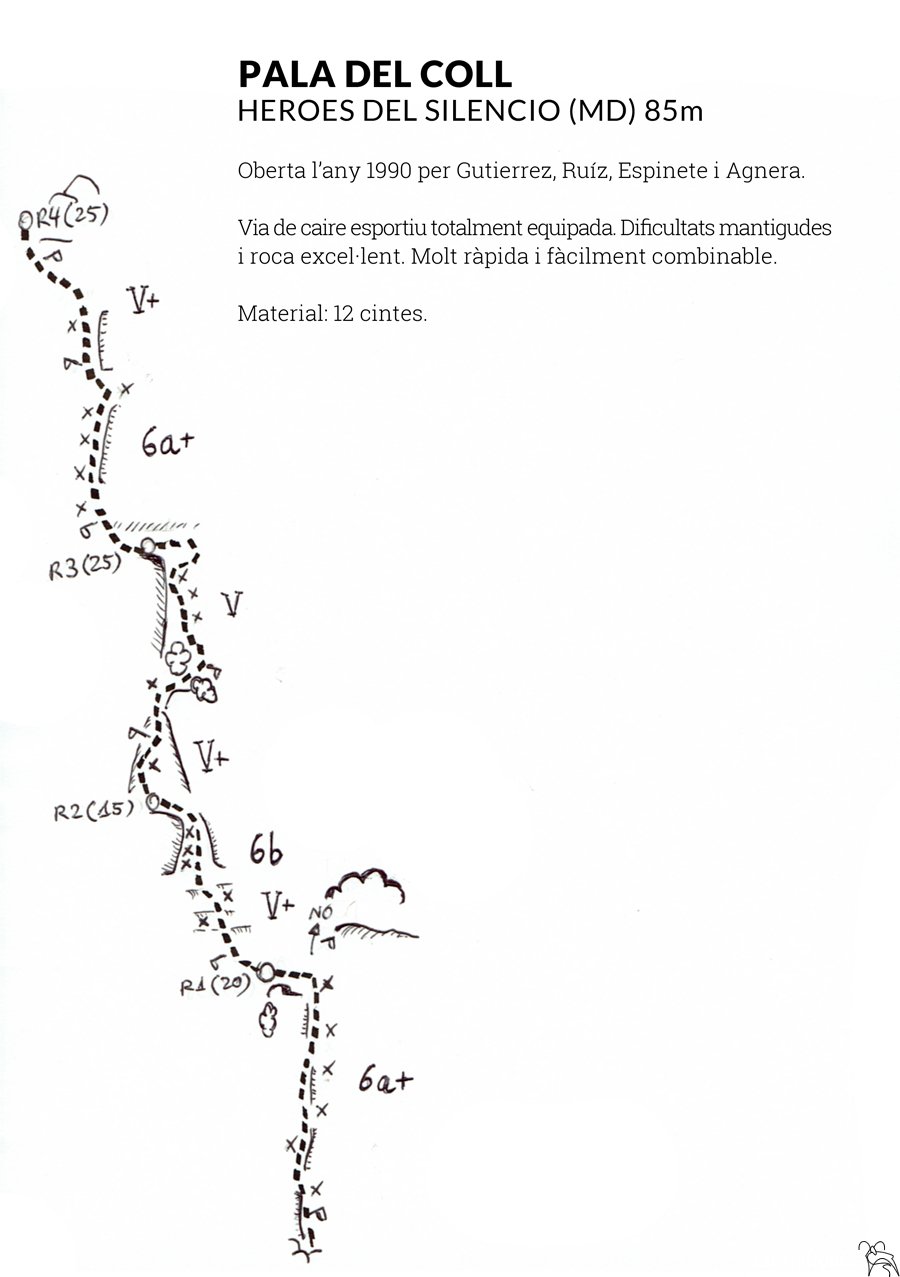 PALA DEL COLL
HEROES DEL SILENCIO (MD) 85m
Oberta l’any 1990 per Gutierrez, Ruíz, Espinete i Agnera.
Via de caire esportiu totalment equipada. Dificultats mantigudes
i roca excel·lent. Molt ràpida i fàcilment combinable.
Material: 12 cintes.
R4(25)
V+
6a+
R3(25)
V
V+
R2(15)
6b
V+
NO
R1(20)
6a+